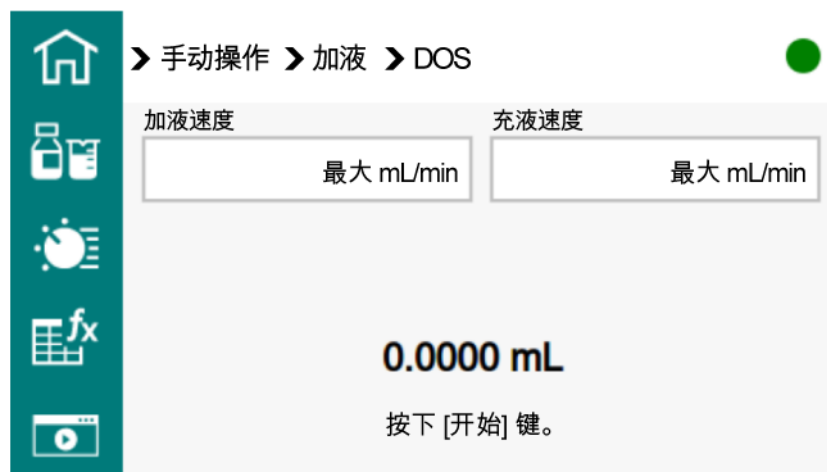 手动操作 加液 DOS
加液速度 充液速度
最大 mL/min 最大 mL/min
fx
0.0000 mL
按下 [开始] 键。